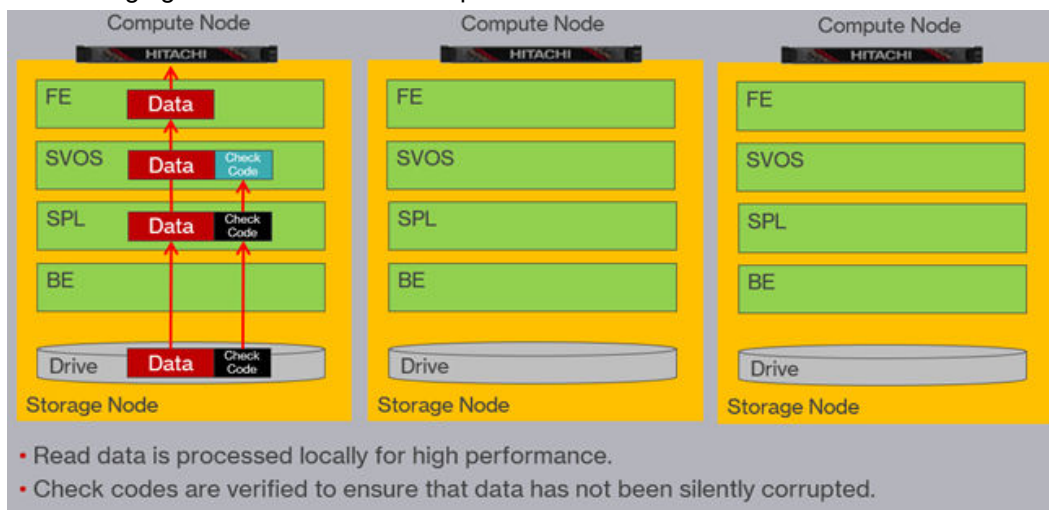 Compute Node Compute Node Compute Node
HITACHI HITACHI HITACHI
FE Data FE FE
SVOS Data Check Code SVOS SVOS
SPL Data Check Code SPL SPL
BE BE BE
Drive Data Check Code Drive Drive
Storage Node Storage Node Storage Node
• Read data is processed locally for high performance.
• Check codes are verified to ensure that data has not been silently corrupted.